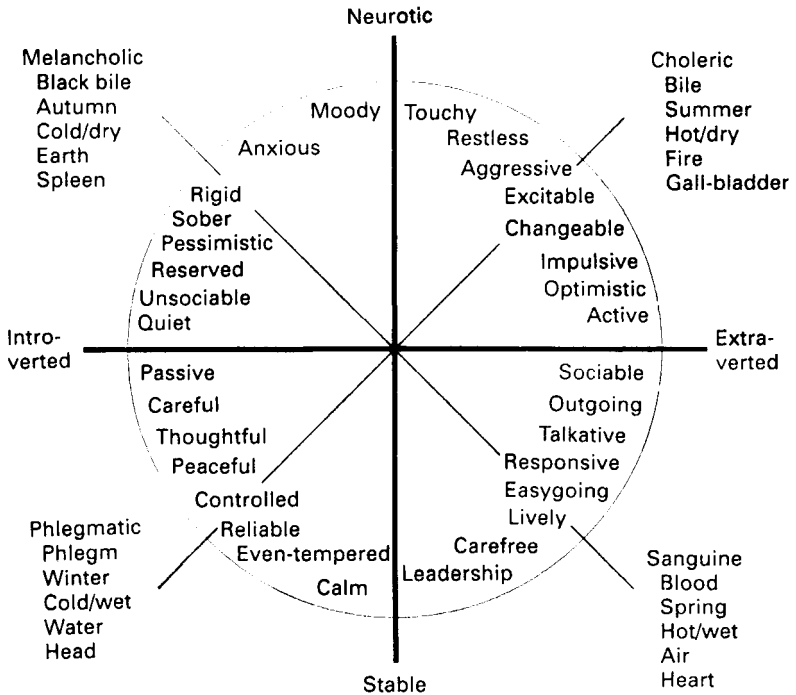 Neurotic
Melancholic
Black bile
Autumn
Cold/dry
Earth
Spleen
Choleric
Bile
Summer
Hot/dry
Fire
Gall-bladder
Moody
Anxious
Rigid
Sober
Pessimistic
Reserved
Unsociable
Quiet
Touchy
Restless
Aggressive
Excitable
Changeable
Impulsive
Optimistic
Active
Intro-
verted
Extra-
verted
Passive
Careful
Thoughtful
Peaceful
Controlled
Reliable
Even-tempered
Calm
Sociable
Outgoing
Talkative
Responsive
Easygoing
Lively
Carefree
Leadership
Phlegmatic
Phlegm
Winter
Cold/wet
Water
Head
Sanguine
Blood
Spring
Hot/wet
Air
Heart
Stable